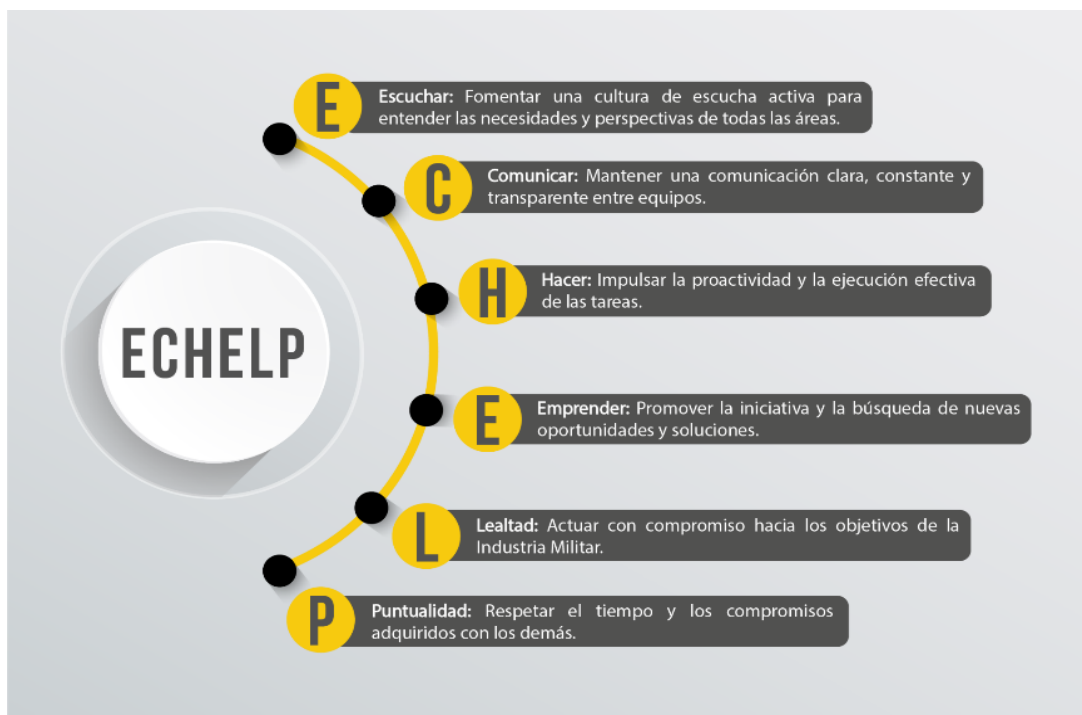 E
Escuchar: Fomentar una cultura de escucha activa para
entender las necesidades y perspectivas de todas las áreas.
C
Comunicar: Mantener una comunicación clara, constante y
transparente entre equipos.
H
Hacer: Impulsar la proactividad y la ejecución efectiva
de las tareas.
ECHELP
E
Emprender: Promover la iniciativa y la búsqueda de nuevas
oportunidades y soluciones.
L
Lealtad: Actuar con compromiso hacia los objetivos de la
Industria Militar.
P
Puntualidad: Respetar el tiempo y los compromisos
adquiridos con los demás.